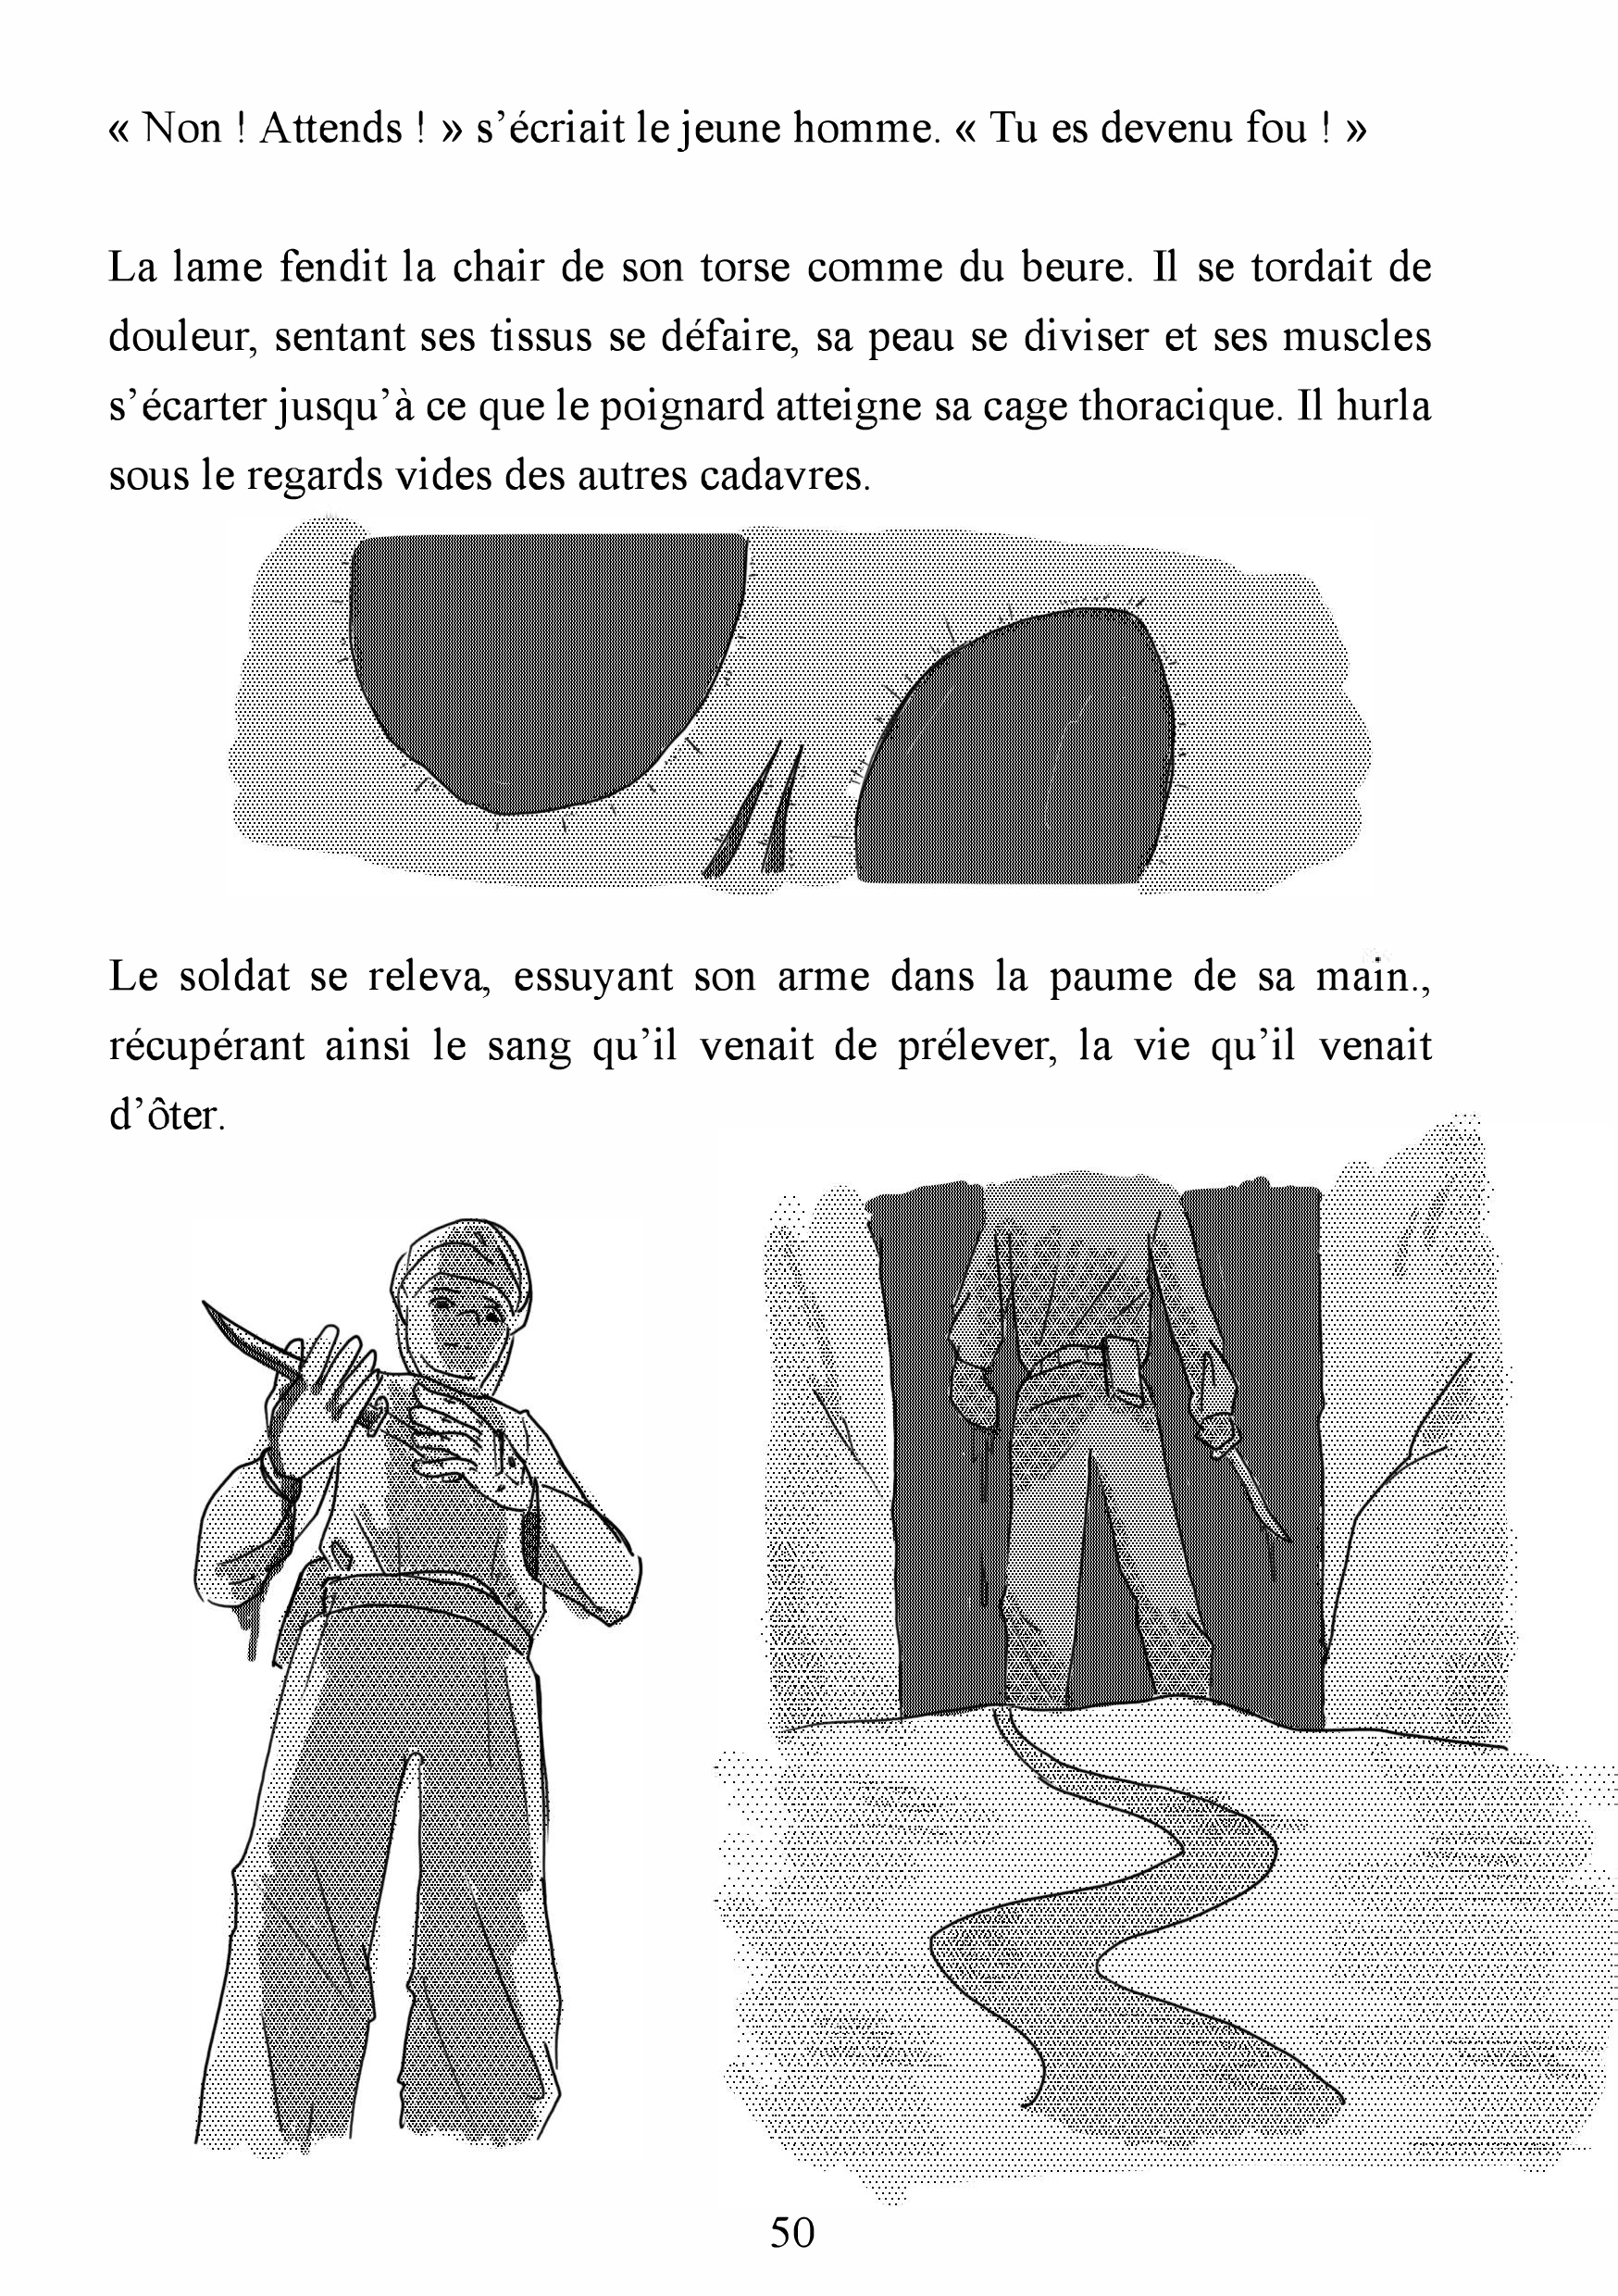 « Non ! Attends ! » s’écriait le jeune homme. « Tu es devenu fou ! »
La lame fendit la chair de son torse comme du beure. Il se tordait de
douleur, sentant ses tissus se défaire, sa peau se diviser et ses muscles
s’écarter jusqu’à ce que le poignard atteigne sa cage thoracique. Il hurla
sous le regards vides des autres cadavres.
Le soldat se releva, essuyant son arme dans la paume de sa main.,
récupérant ainsi le sang qu’il venait de prélever, la vie qu’il venait
d’ôter.
50